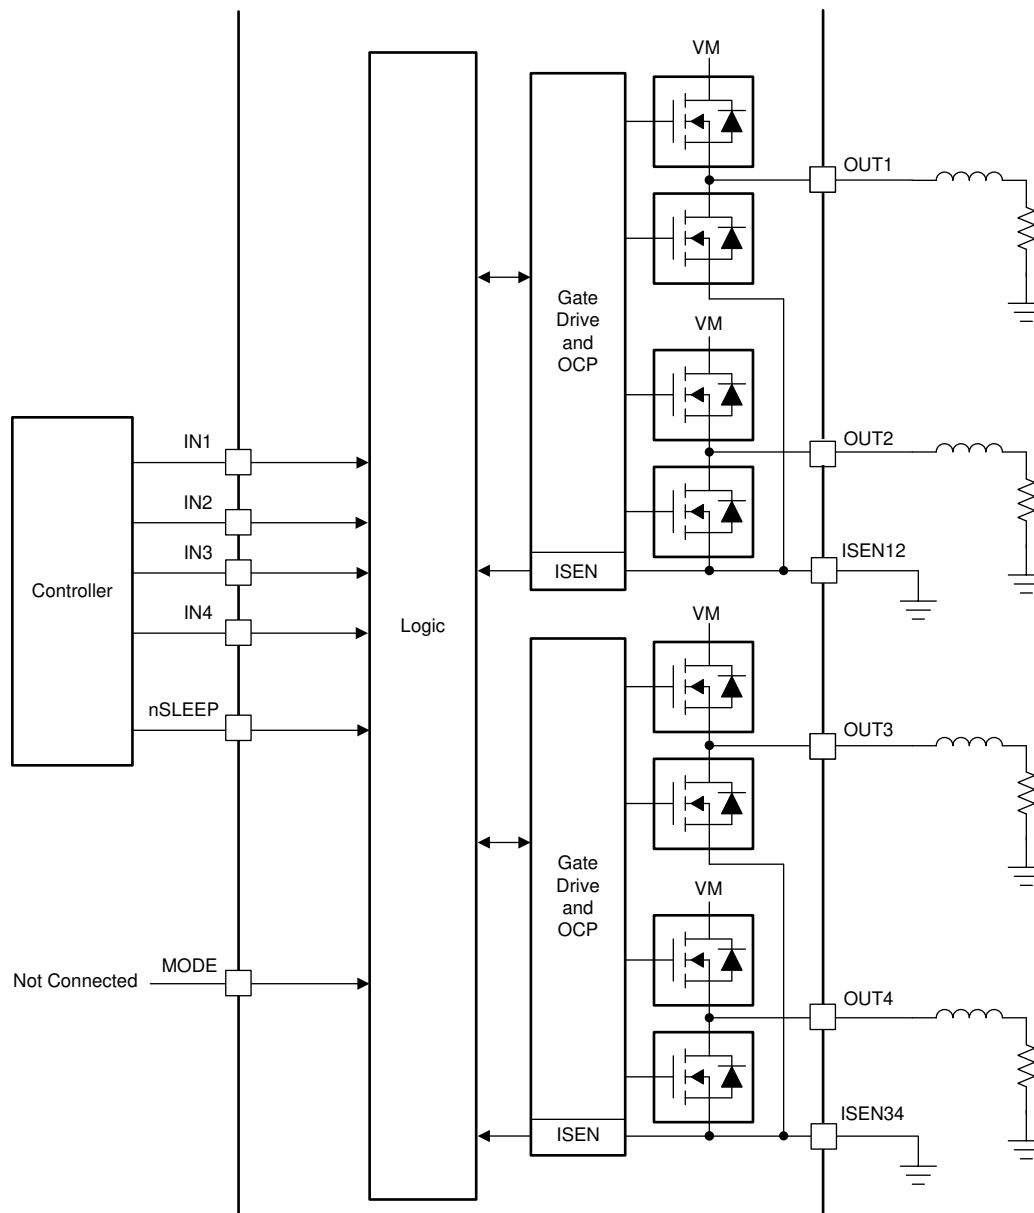 VM
OUT1
Gate
Drive
and
OCP
VM
OUT2
IN1
IN2
IN3
IN4
Controller
nSLEEP
ISEN
ISEN12
Logic
VM
OUT3
Gate
Drive
and
OCP
VM
Not Connected
MODE
OUT4
ISEN
ISEN34